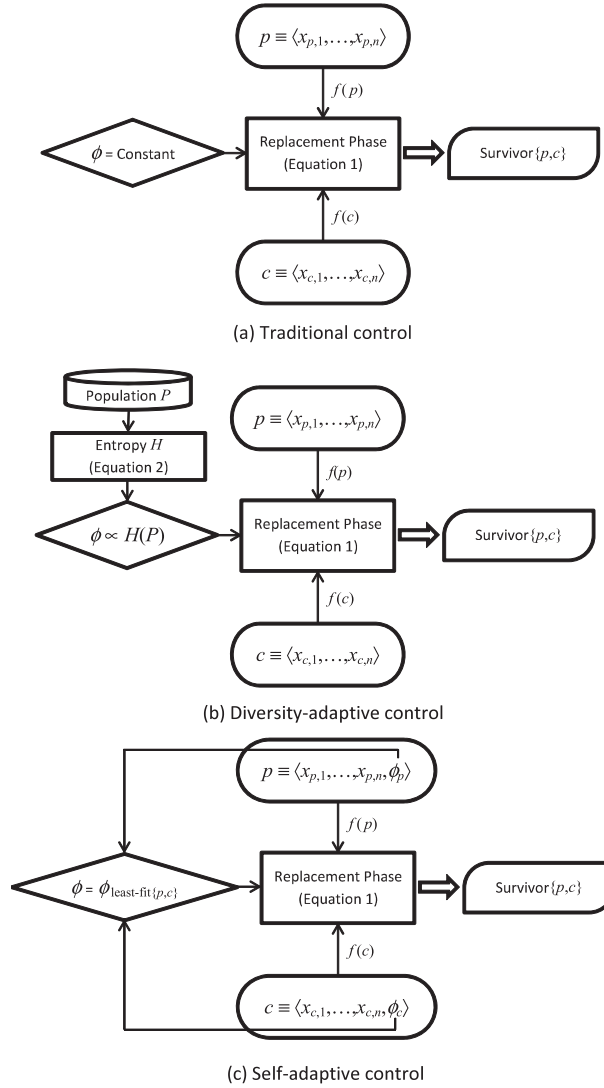 p ≡ ⟨x_{p,1},…,x_{p,n}⟩
f(p)
ϕ = Constant
Replacement Phase
(Equation 1)
Survivor{p,c}
f(c)
c ≡ ⟨x_{c,1},…,x_{c,n}⟩
(a) Traditional control
Population P
Entropy H
(Equation 2)
p ≡ ⟨x_{p,1},…,x_{p,n}⟩
f(p)
ϕ ∝ H(P)
Replacement Phase
(Equation 1)
Survivor{p,c}
f(c)
c ≡ ⟨x_{c,1},…,x_{c,n}⟩
(b) Diversity-adaptive control
p ≡ ⟨x_{p,1},…,x_{p,n},ϕ_p⟩
f(p)
ϕ = ϕ_{least-fit{p,c}}
Replacement Phase
(Equation 1)
Survivor{p,c}
f(c)
c ≡ ⟨x_{c,1},…,x_{c,n},ϕ_c⟩
(c) Self-adaptive control